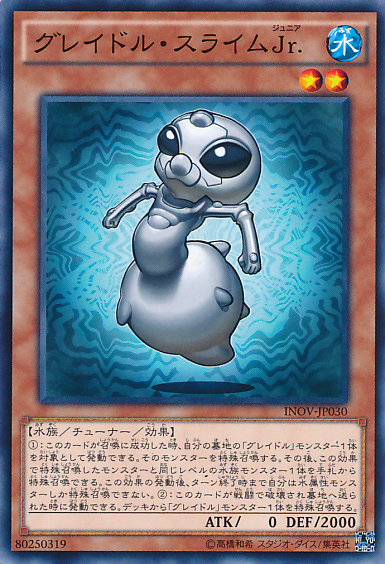 グレイドル・スライムJr.
ジュニア
水
INOV-JP030
【水族／チューナー／効果】
①：このカードが召喚に成功した時、自分の墓地の「グレイドル」モンスター1体
を対象として発動できる。そのモンスターを特殊召喚する。その後、この効果
で特殊召喚したモンスターと同じレベルの水族モンスター1体を手札から
特殊召喚できる。この効果の発動後、ターン終了時まで自分は水属性モンス
ターしか特殊召喚できない。②：このカードが戦闘で破壊され墓地へ送ら
れた時に発動できる。デッキから「グレイドル」モンスター1体を特殊召喚する。
ATK/ 0 DEF/2000
80250319
©高橋和希 スタジオ・ダイス/集英社